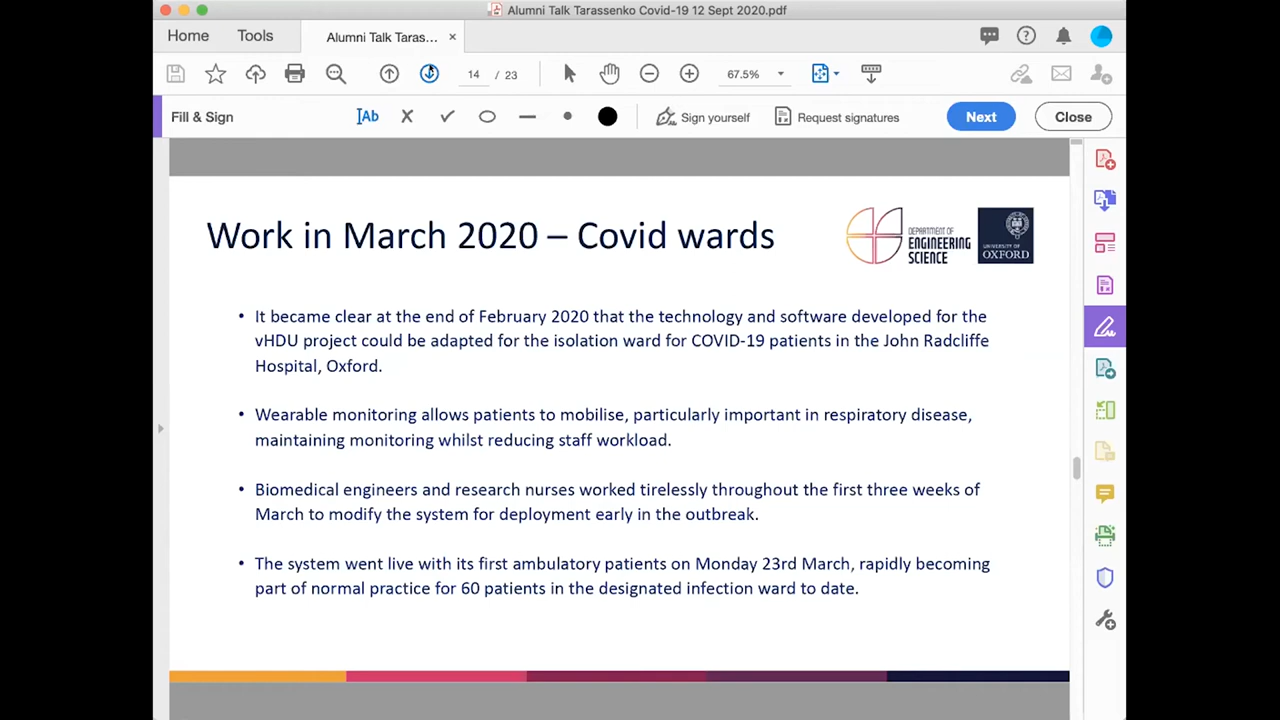 Alumni Talk Tarassenko Covid-19 12 Sept 2020.pdf
Home Tools Alumni Talk Taras... ×
14 / 23 67.5%
Fill & Sign Ab Sign yourself Request signatures Next Close
Work in March 2020 – Covid wards
DEPARTMENT OF
ENGINEERING
SCIENCE
UNIVERSITY OF
OXFORD
• It became clear at the end of February 2020 that the technology and software developed for the
vHDU project could be adapted for the isolation ward for COVID-19 patients in the John Radcliffe
Hospital, Oxford.
• Wearable monitoring allows patients to mobilise, particularly important in respiratory disease,
maintaining monitoring whilst reducing staff workload.
• Biomedical engineers and research nurses worked tirelessly throughout the first three weeks of
March to modify the system for deployment early in the outbreak.
• The system went live with its first ambulatory patients on Monday 23rd March, rapidly becoming
part of normal practice for 60 patients in the designated infection ward to date.